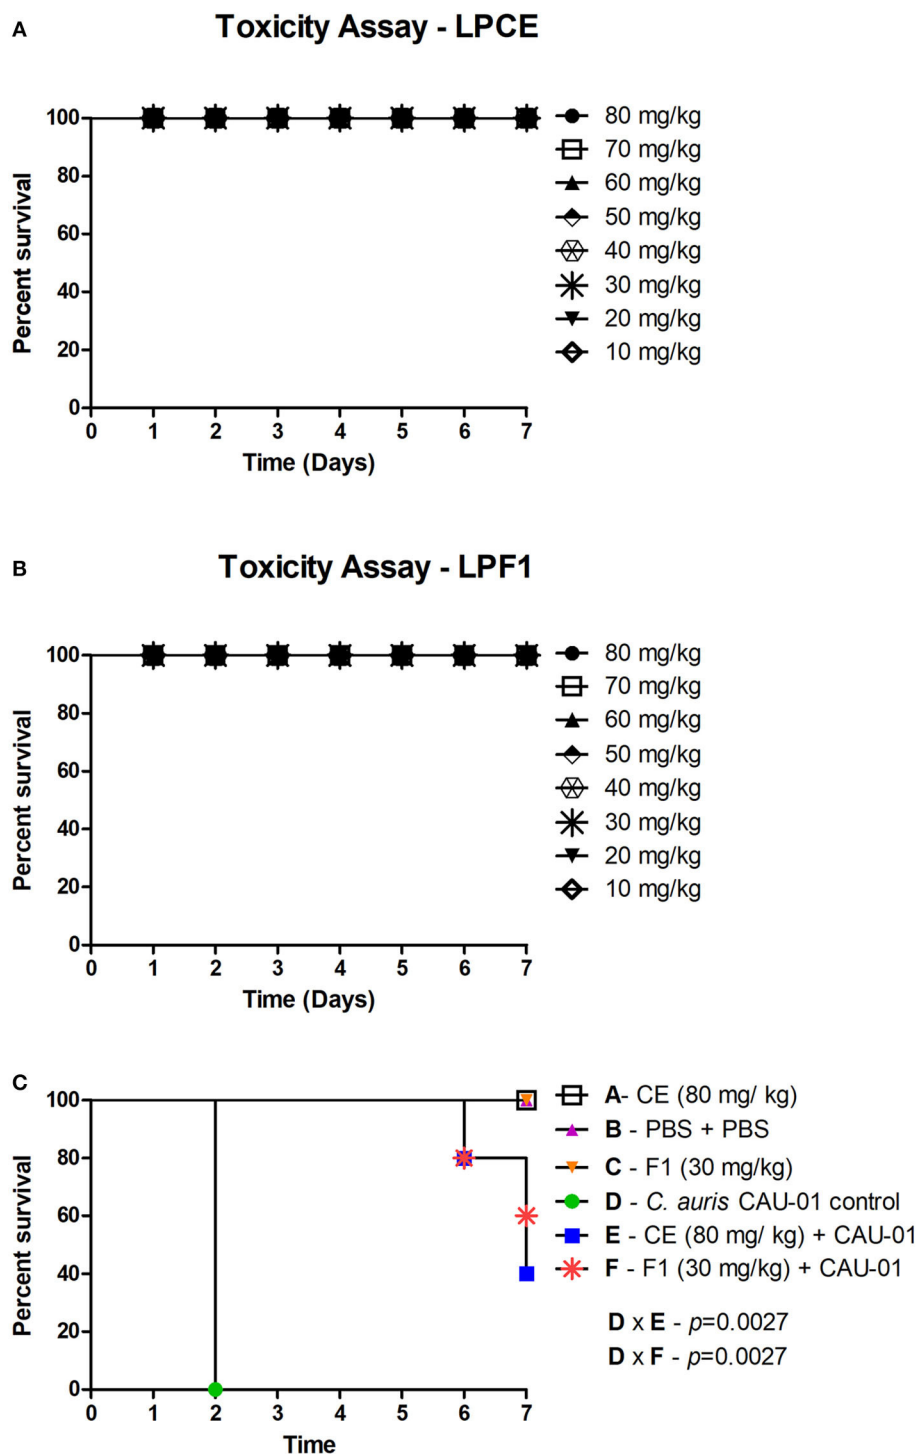 A
Toxicity Assay - LPCE
100
80
60
40
20
0
Percent survival
0 1 2 3 4 5 6 7
Time (Days)
80 mg/kg
70 mg/kg
60 mg/kg
50 mg/kg
40 mg/kg
30 mg/kg
20 mg/kg
10 mg/kg
B
Toxicity Assay - LPF1
100
80
60
40
20
0
Percent survival
0 1 2 3 4 5 6 7
Time (Days)
80 mg/kg
70 mg/kg
60 mg/kg
50 mg/kg
40 mg/kg
30 mg/kg
20 mg/kg
10 mg/kg
C
100
80
60
40
20
0
Percent survival
0 1 2 3 4 5 6 7
Time
A- CE (80 mg/ kg)
B - PBS + PBS
C - F1 (30 mg/kg)
D - C. auris CAU-01 control
E - CE (80 mg/ kg) + CAU-01
F - F1 (30 mg/kg) + CAU-01
D x E - p=0.0027
D x F - p=0.0027